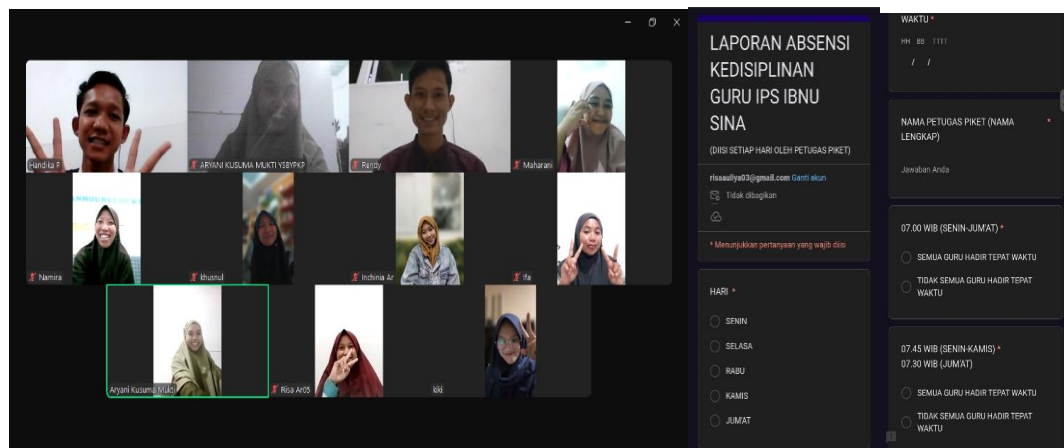 Handika P
ARYANI KUSUMA MUKTI YSBYPKP
Rendy
Maharani
Namira
khusnul
Inchinia Ar
Ifa
Aryani Kusuma Mukti
Risa Ar05
kiki
LAPORAN ABSENSI
KEDISIPLINAN
GURU IPS IBNU
SINA
(DIISI SETIAP HARI OLEH PETUGAS PIKET)
risaauliya03@gmail.com Ganti akun
Tidak dibagikan
* Menunjukkan pertanyaan yang wajib diisi
HARI *
SENIN
SELASA
RABU
KAMIS
JUM'AT
WAKTU *
HH BB TTTT
/ /
NAMA PETUGAS PIKET (NAMA *
LENGKAP)
Jawaban Anda
07.00 WIB (SENIN-JUM'AT) *
SEMUA GURU HADIR TEPAT WAKTU
TIDAK SEMUA GURU HADIR TEPAT
WAKTU
07.45 WIB (SENIN-KAMIS) *
07.30 WIB (JUM'AT)
SEMUA GURU HADIR TEPAT WAKTU
TIDAK SEMUA GURU HADIR TEPAT
WAKTU